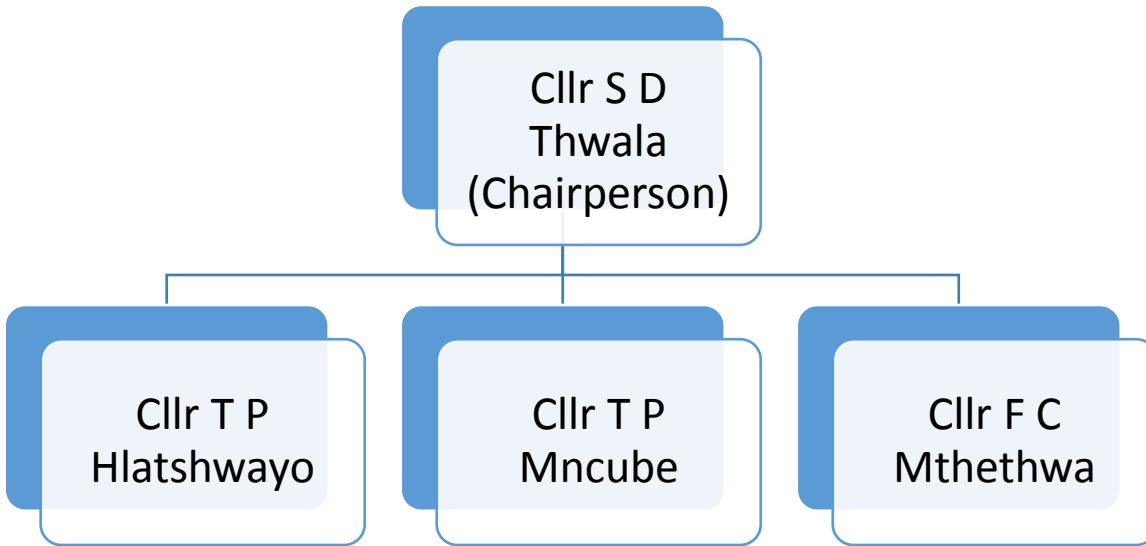 Cllr S D
Thwala
(Chairperson)
Cllr T P
Hlatshwayo
Cllr T P
Mncube
Cllr F C
Mthethwa